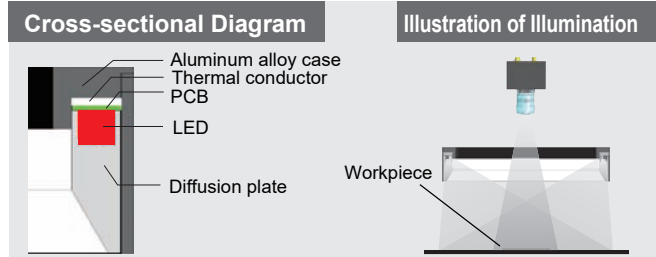 Cross-sectional Diagram
Illustration of Illumination
Aluminum alloy case
Thermal conductor
PCB
LED
Diffusion plate
Workpiece